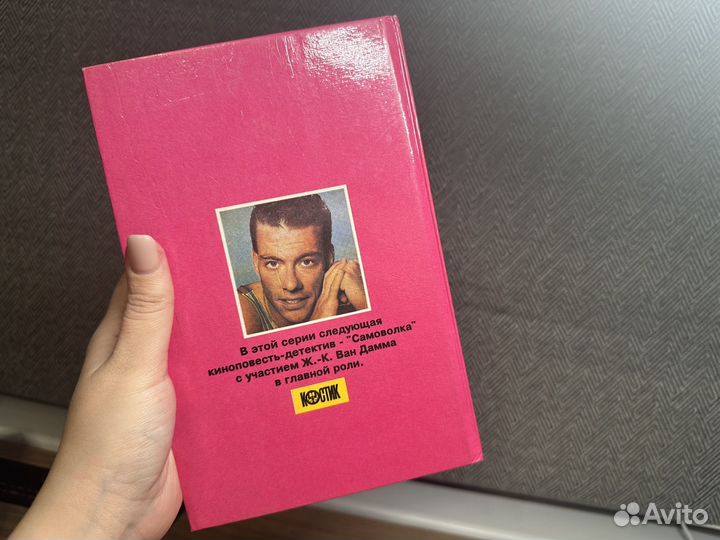 В этой серии следующая
киноповесть-детектив - "Самоволка"
с участием Ж.-К. Ван Дамма
в главной роли.
КОСТИК
Avito